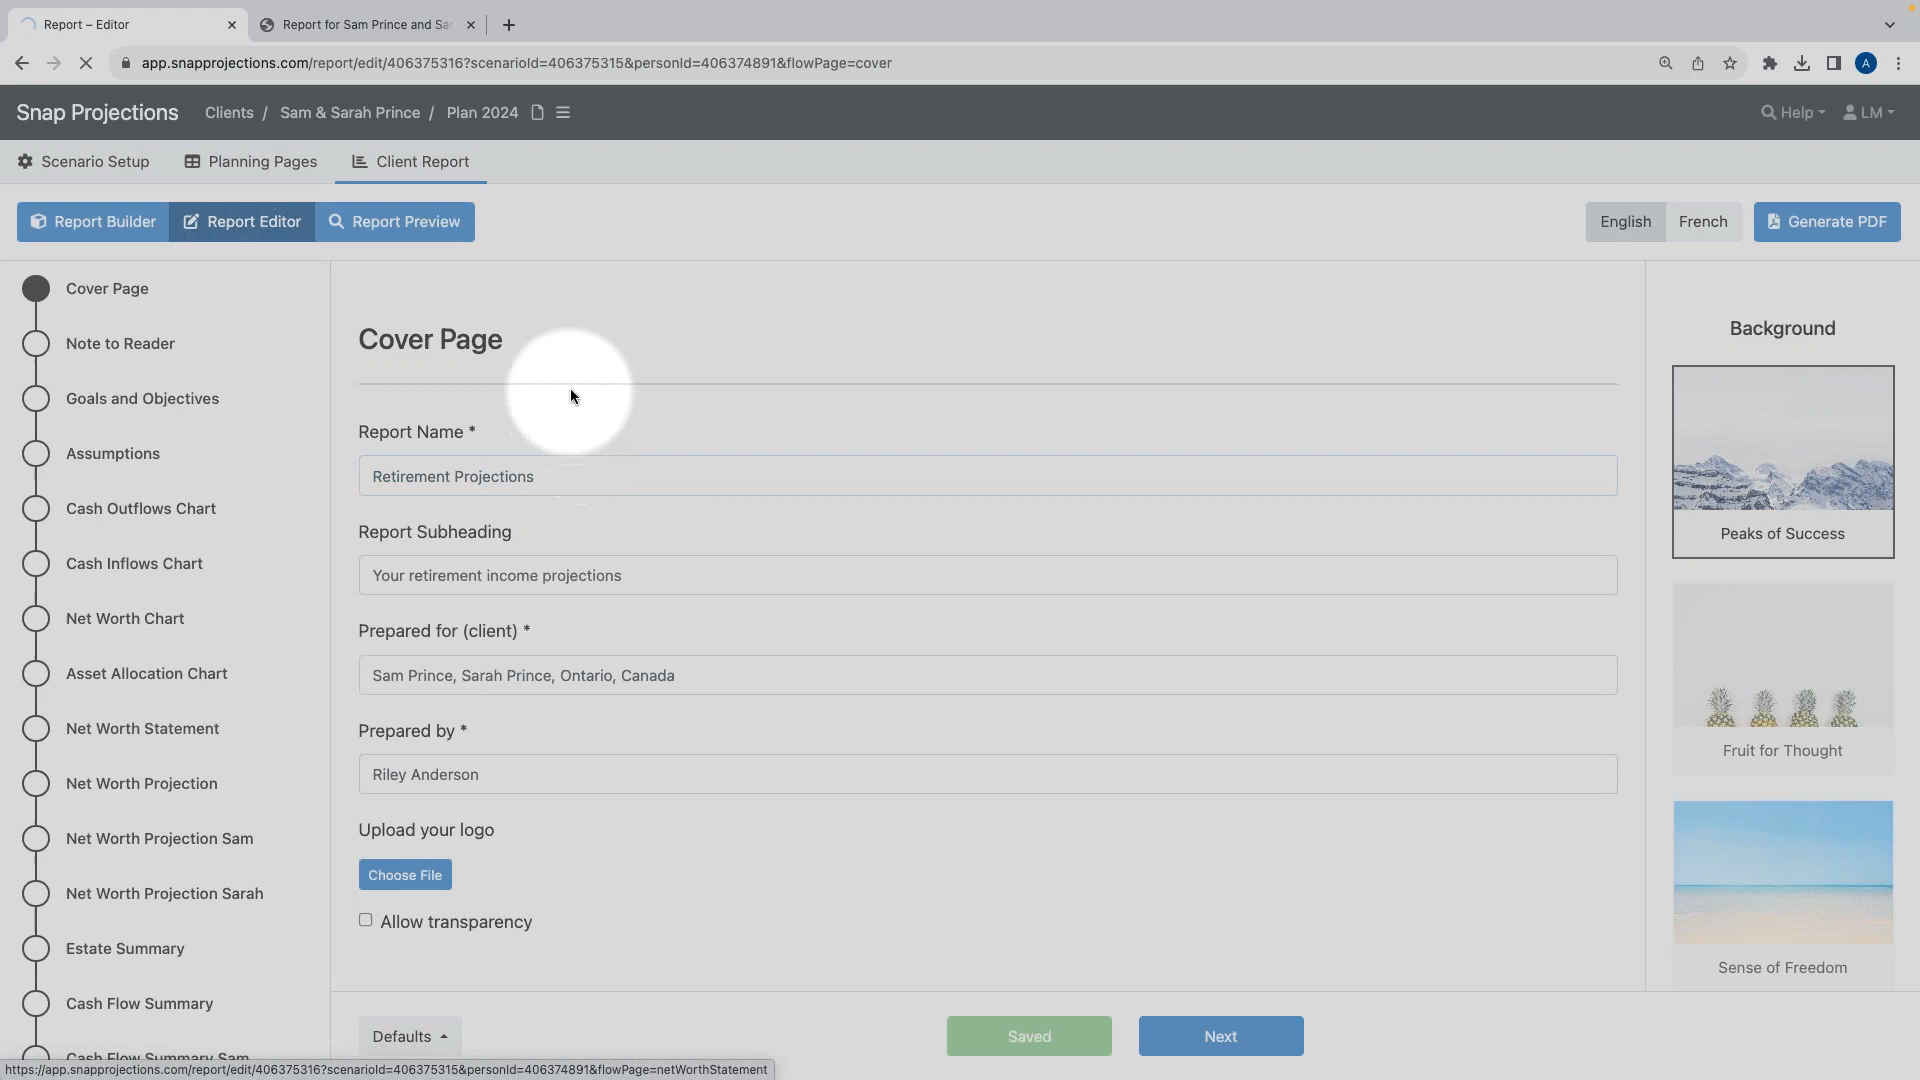 Report – Editor
Report for Sam Prince and Sa
app.snapprojections.com/report/edit/406375316?scenarioId=406375315&personId=406374891&flowPage=cover
A
Snap Projections
Clients / Sam & Sarah Prince / Plan 2024
Help
LM
Scenario Setup
Planning Pages
Client Report
Report Builder
Report Editor
Report Preview
English
French
Generate PDF
Cover Page
Note to Reader
Goals and Objectives
Assumptions
Cash Outflows Chart
Cash Inflows Chart
Net Worth Chart
Asset Allocation Chart
Net Worth Statement
Net Worth Projection
Net Worth Projection Sam
Net Worth Projection Sarah
Estate Summary
Cash Flow Summary
Cash Flow Summary Sam
Cover Page
Report Name *
Retirement Projections
Report Subheading
Your retirement income projections
Prepared for (client) *
Sam Prince, Sarah Prince, Ontario, Canada
Prepared by *
Riley Anderson
Upload your logo
Choose File
Allow transparency
Background
Peaks of Success
Fruit for Thought
Sense of Freedom
Defaults
Saved
Next
https://app.snapprojections.com/report/edit/406375316?scenarioId=406375315&personId=406374891&flowPage=netWorthStatement